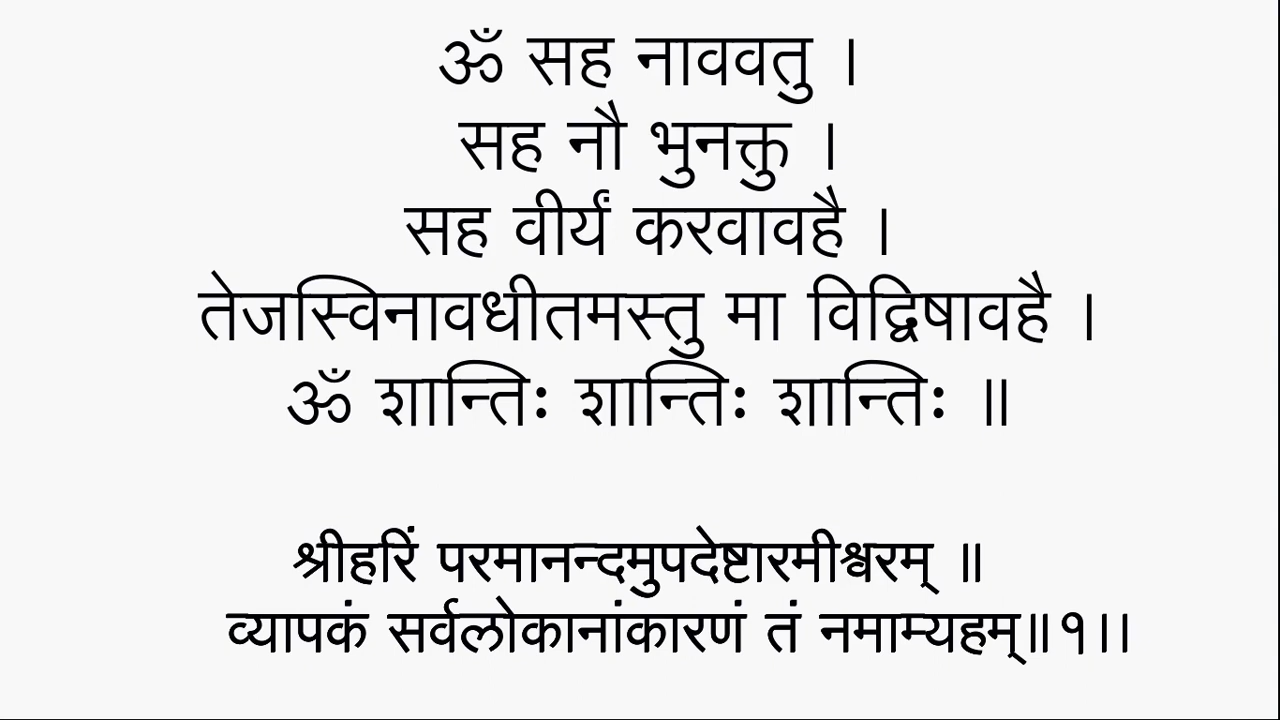 ॐ सह नाववतु ।
सह नौ भुनक्तु ।
सह वीर्यं करवावहै ।
तेजस्विनावधीतमस्तु मा विद्विषावहै ।
ॐ शान्तिः शान्तिः शान्तिः ॥
श्रीहरिं परमानन्दमुपदेष्टारमीश्वरम् ॥
व्यापकं सर्वलोकानांकारणं तं नमाम्यहम्॥१।।